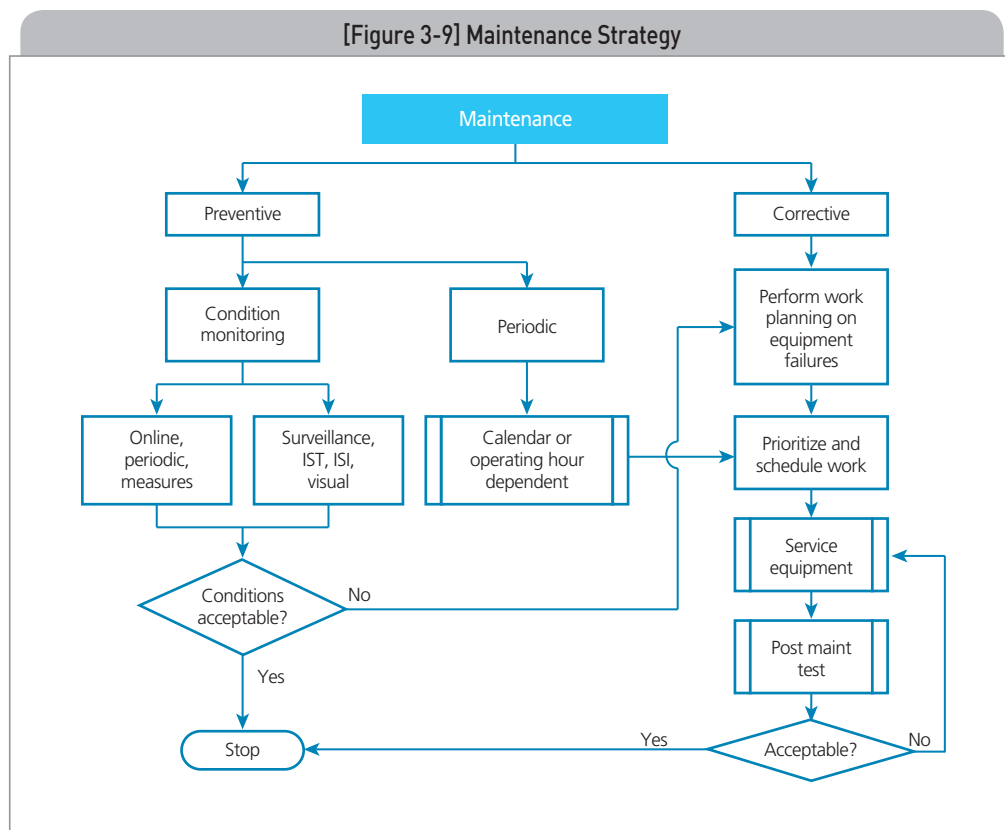 [Figure 3-9] Maintenance Strategy
Maintenance
Preventive
Corrective
Condition
monitoring
Periodic
Perform work
planning on
equipment
failures
Online,
periodic,
measures
Surveillance,
IST, ISI,
visual
Calendar or
operating hour
dependent
Prioritize and
schedule work
Service
equipment
Conditions
acceptable?
No
Post maint
test
Yes
Stop
Yes
Acceptable?
No